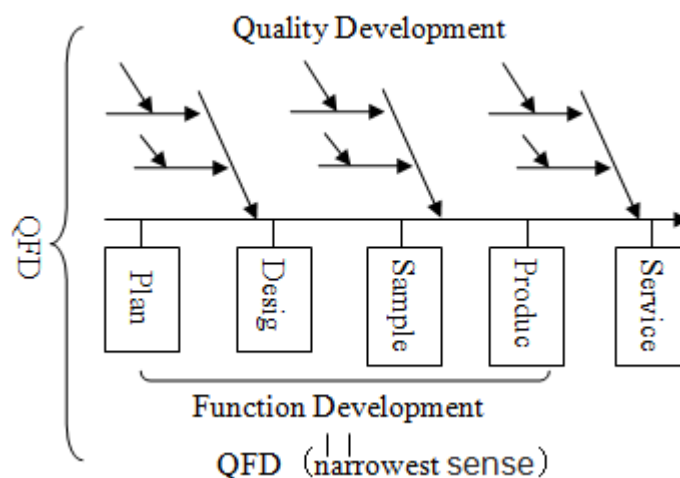 Quality Development
QFD
Plan
Desig
Sample
Produc
Service
Function Development
QFD (narrowest sense)